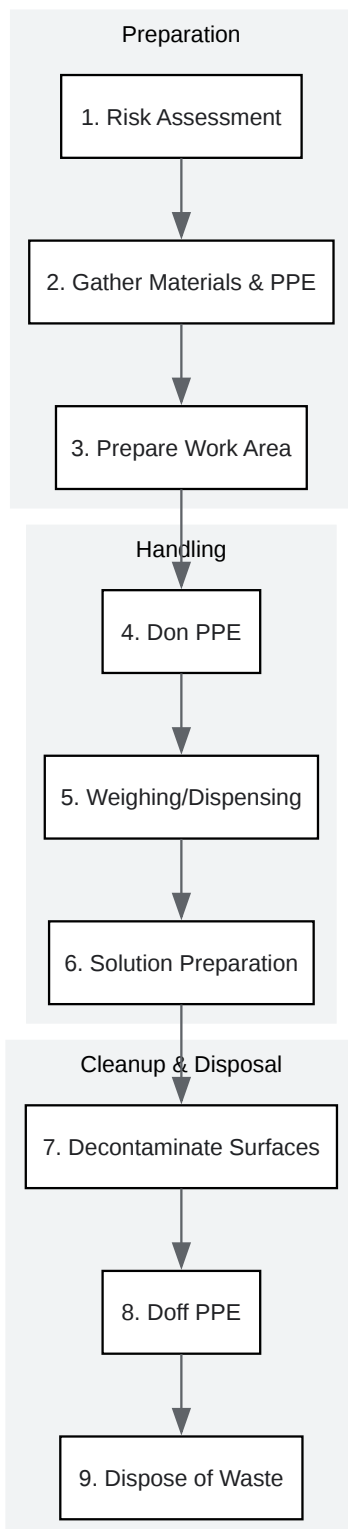 Preparation
1. Risk Assessment
2. Gather Materials & PPE
3. Prepare Work Area
Handling
4. Don PPE
5. Weighing/Dispensing
6. Solution Preparation
Cleanup & Disposal
7. Decontaminate Surfaces
8. Doff PPE
9. Dispose of Waste